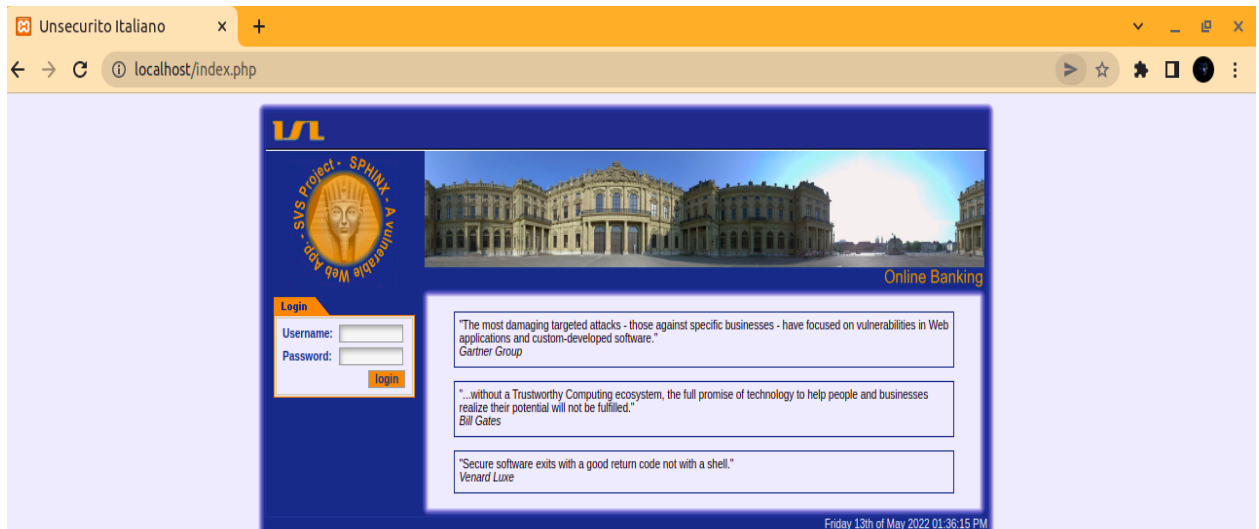 Unsecurito Italiano
localhost/index.php
SVS Project - SPHINX - A vulnerable Web App. -
Online Banking
Login
Username:
Password:
login
"The most damaging targeted attacks - those against specific businesses - have focused on vulnerabilities in Web
applications and custom-developed software."
Gartner Group
"...without a Trustworthy Computing ecosystem, the full promise of technology to help people and businesses
realize their potential will not be fulfilled."
Bill Gates
"Secure software exits with a good return code not with a shell."
Venard Luxe
Friday 13th of May 2022 01:36:15 PM